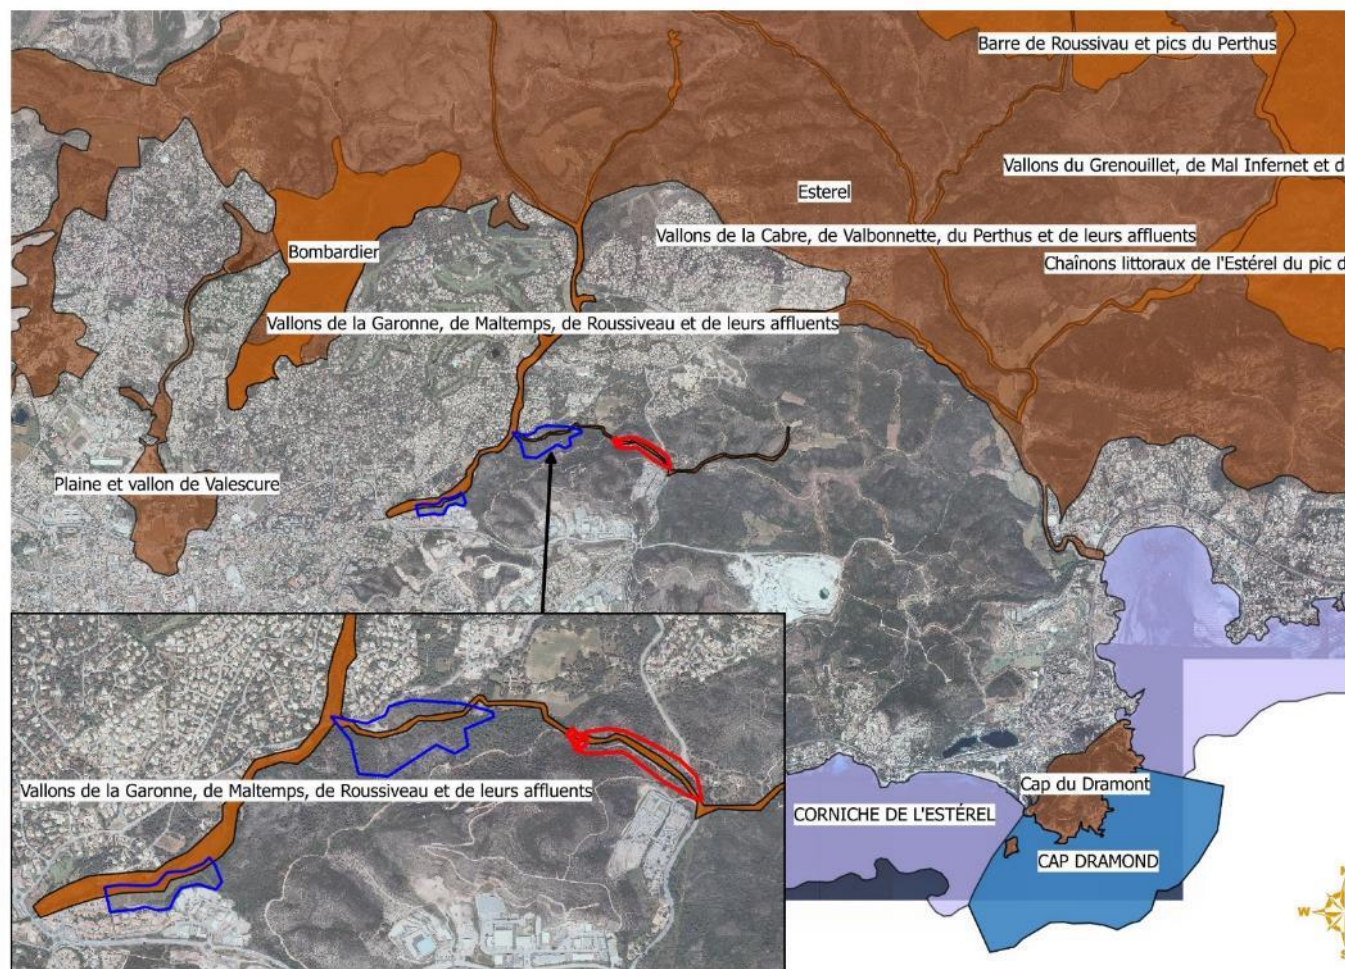 Barre de Roussivau et pics du Perthus
Vallons du Grenouillet, de Mal Infernet et d
Esterel
Vallons de la Cabre, de Valbonnette, du Perthus et de leurs affluents
Bombardier
Chaînons littoraux de l'Estérel du pic d
Vallons de la Garonne, de Maltemps, de Roussiveau et de leurs affluents
Plaine et vallon de Valescure
Vallons de la Garonne, de Maltemps, de Roussiveau et de leurs affluents
Cap du Dramont
CORNICHE DE L'ESTÉREL
CAP DRAMOND
W